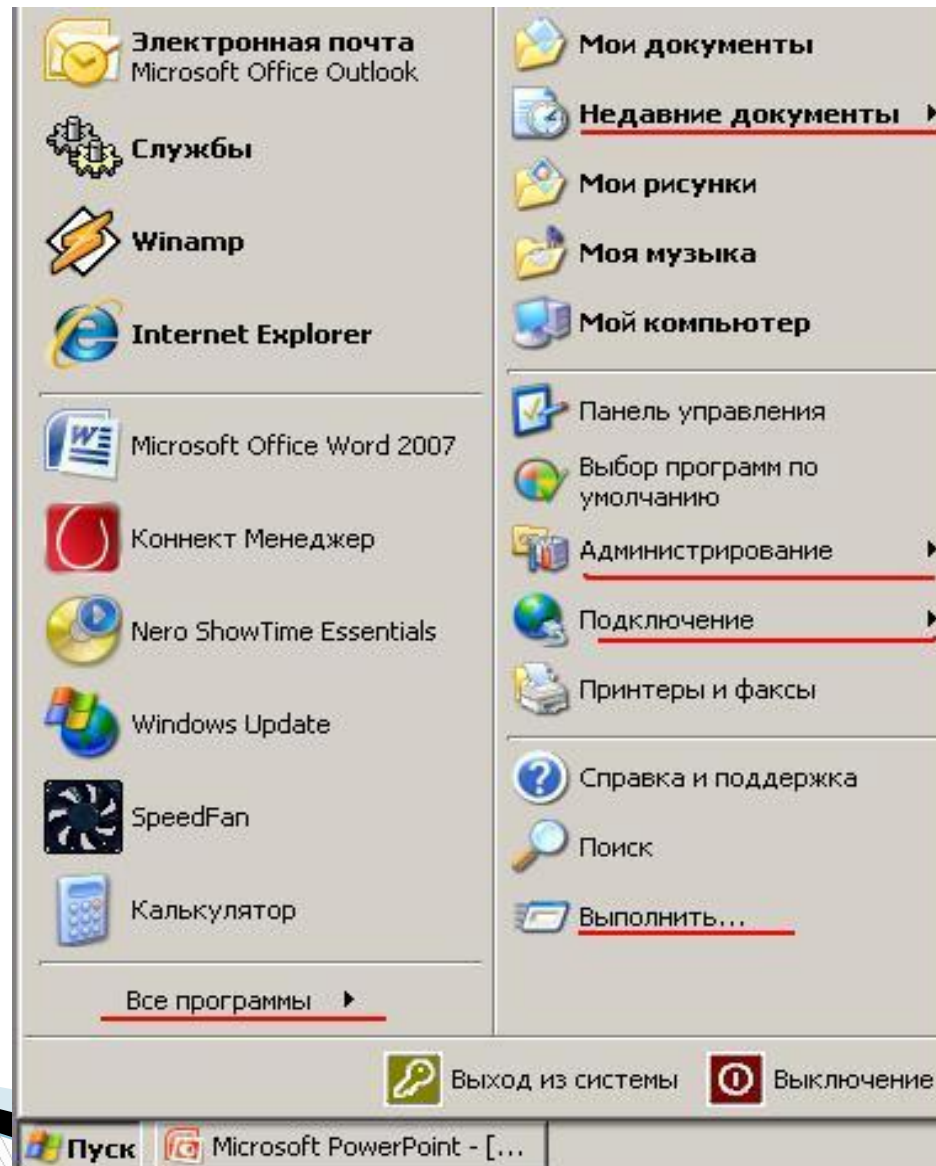 Электронная почта
Microsoft Office Outlook
Службы
Winamp
Internet Explorer
Microsoft Office Word 2007
Коннект Менеджер
Nero ShowTime Essentials
Windows Update
SpeedFan
Калькулятор
Все программы
Мои документы
Недавние документы
Мои рисунки
Моя музыка
Мой компьютер
Панель управления
Выбор программ по
умолчанию
Администрирование
Подключение
Принтеры и факсы
Справка и поддержка
Поиск
Выполнить...
Выход из системы
Выключение
Пуск
Microsoft PowerPoint - [...